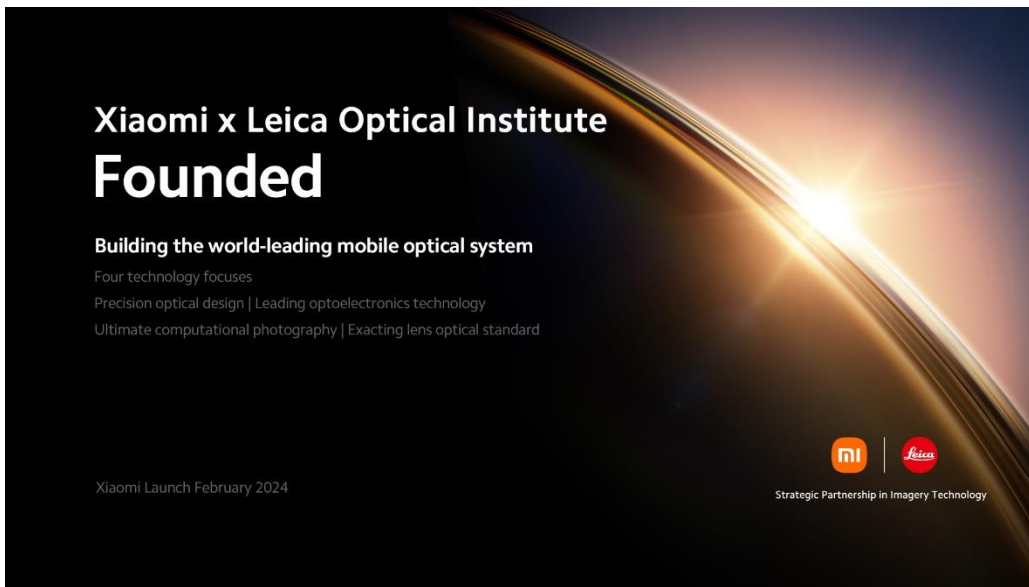 Xiaomi x Leica Optical Institute
Founded
Building the world-leading mobile optical system
Four technology focuses
Precision optical design | Leading optoelectronics technology
Ultimate computational photography | Exacting lens optical standard
mi
Leica
Xiaomi Launch February 2024
Strategic Partnership in Imagery Technology